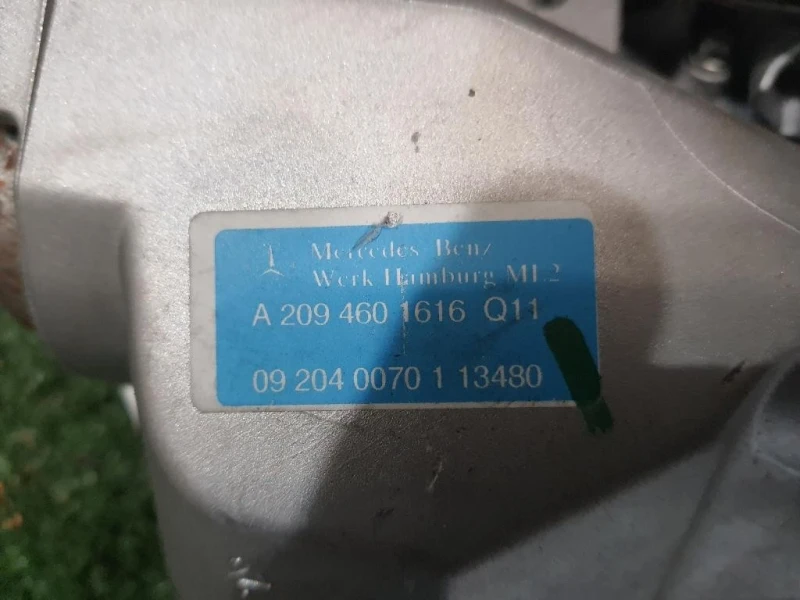 Mercedes Benz
Werk Hamburg ML2
A 209 460 1616 Q11
09 204 0070 1 13480